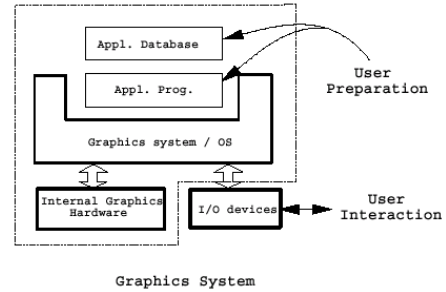 Appl. Database
Appl. Prog.
User
Preparation
Graphics system / OS
Internal Graphics
Hardware
I/O devices
User
Interaction
Graphics System